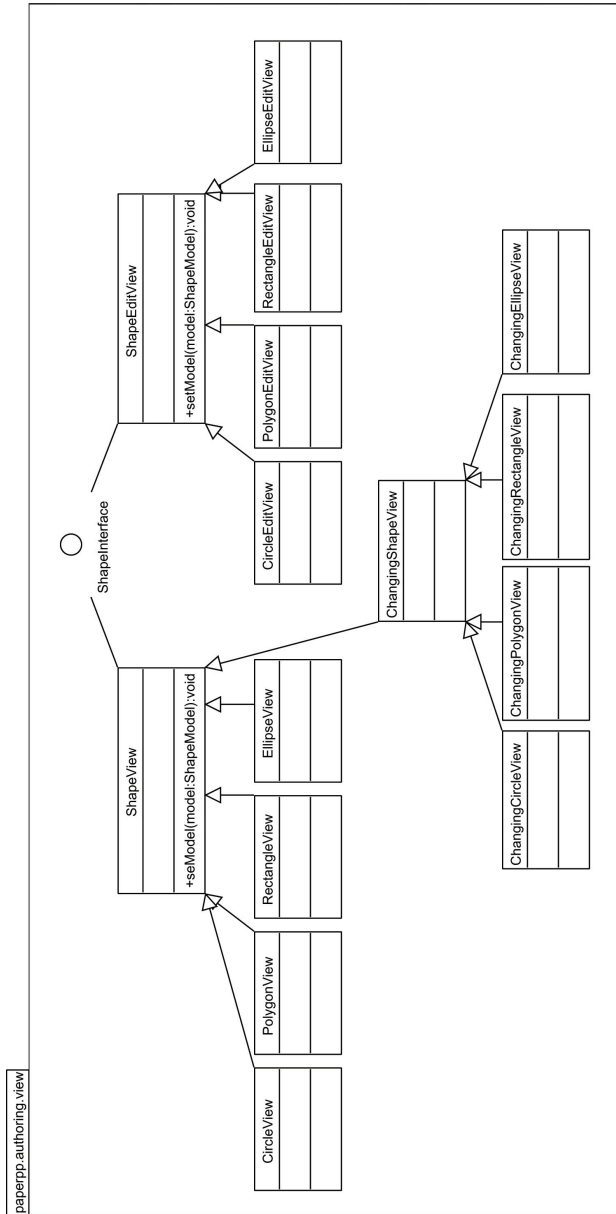 paperpp.authoring.view
ShapeInterface
ShapeView
+seModel(model:ShapeModel):void
ShapeEditView
+setModel(model:ShapeModel):void
CircleView
PolygonView
RectangleView
EllipseView
CircleEditView
PolygonEditView
RectangleEditView
EllipseEditView
ChangingShapeView
ChangingCircleView
ChangingPolygonView
ChangingRectangleView
ChangingEllipseView